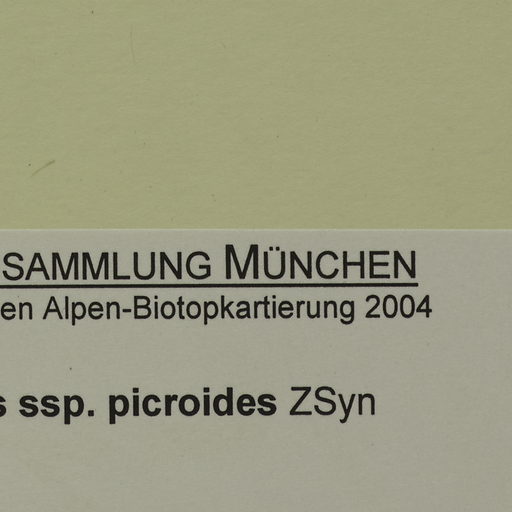 SAMMLUNG MÜNCHEN
en Alpen-Biotopkartierung 2004
s ssp. picroides ZSyn